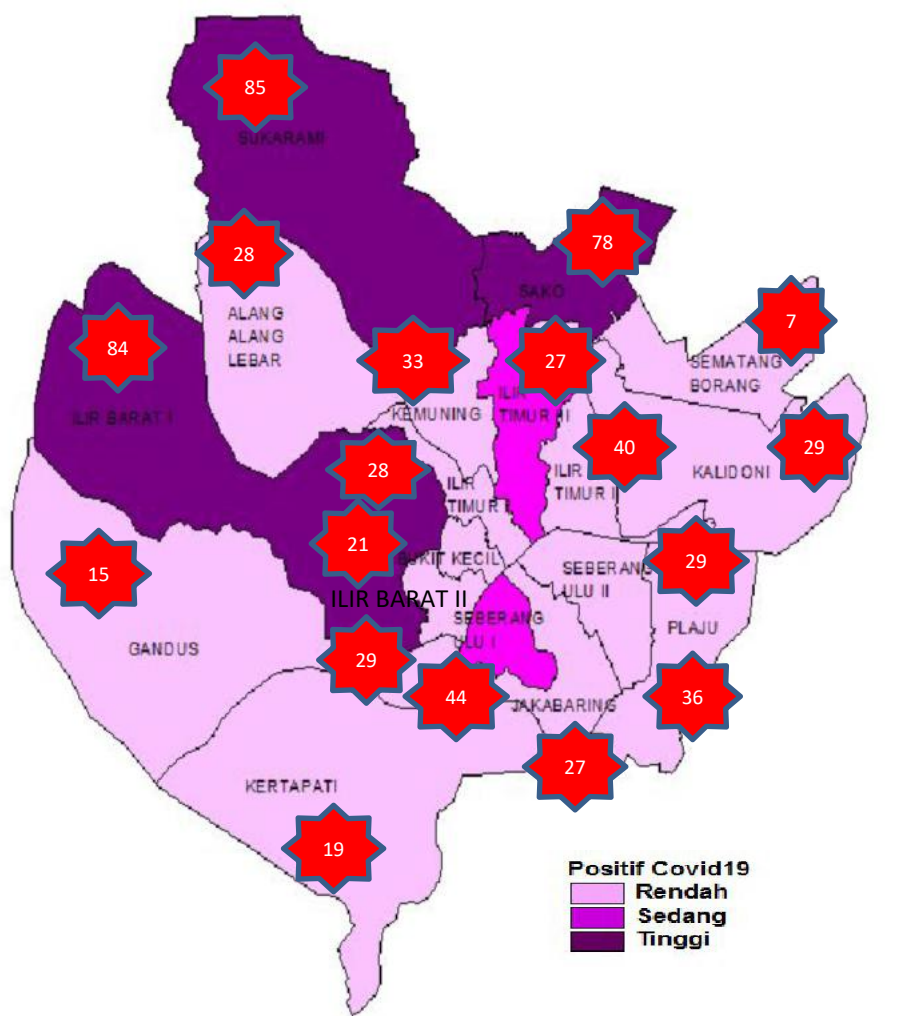 85
SUKARAMI
78
28
SAKO
7
ALANG
ALANG
LEBAR
84
33
27
SEMATANG
BORANG
ILIR
TIMUR III
ILIR BARAT I
KEMUNING
40
29
28
ILIR
TIMUR I
ILIR
TIMUR I
KALIDONI
21
BUKIT KECIL
29
15
SEBERANG
ULU II
ILIR BARAT II
SEBERANG
ULU I
PLAJU
GANDUS
29
44
JAKABARING
36
27
KERTAPATI
19
Positif Covid19
Rendah
Sedang
Tinggi